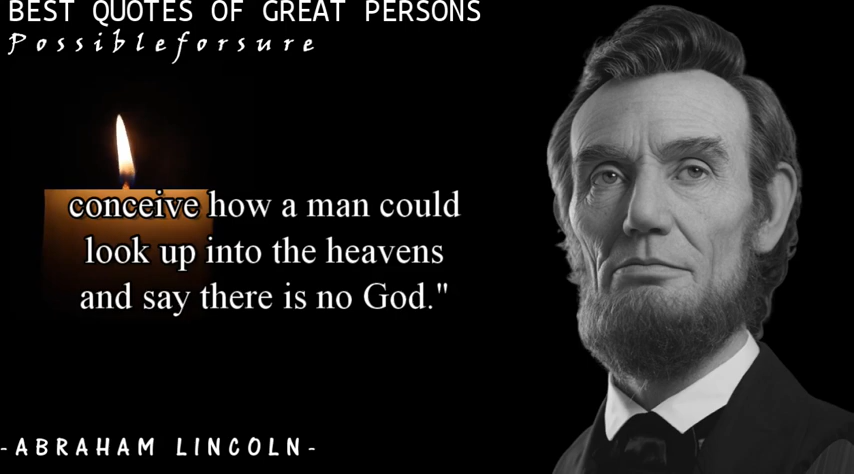 BEST QUOTES OF GREAT PERSONS
Possibleforsure
conceive how a man could
look up into the heavens
and say there is no God."
-ABRAHAM LINCOLN-